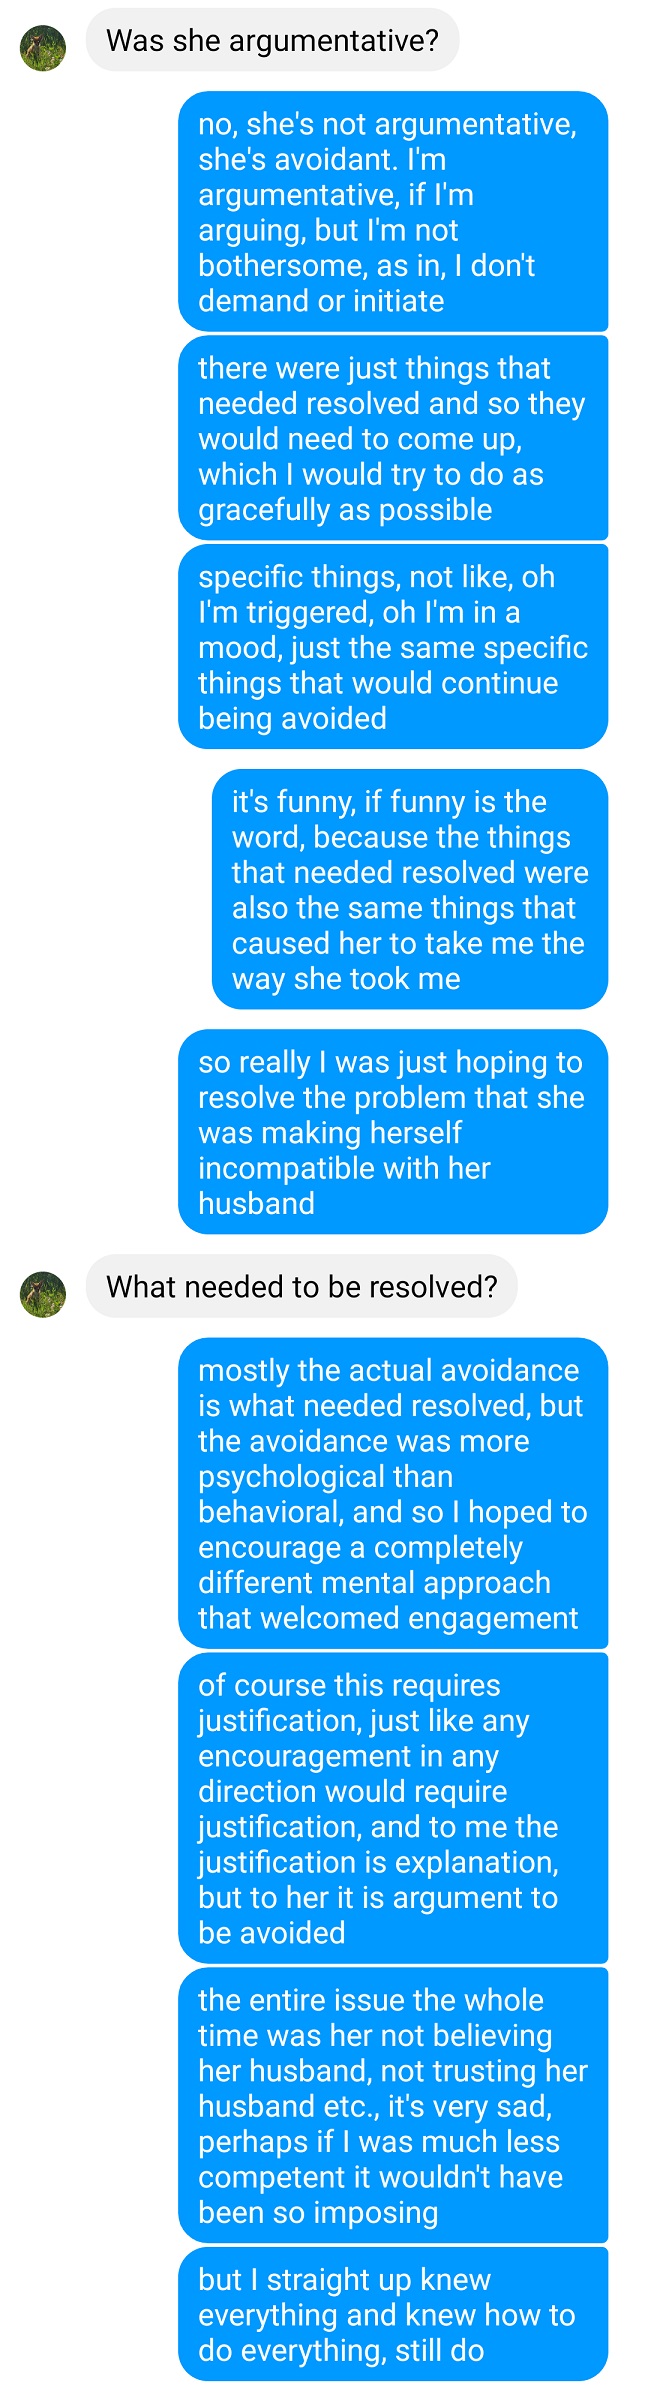 Was she argumentative?
no, she's not argumentative,
she's avoidant. I'm
argumentative, if I'm
arguing, but I'm not
bothersome, as in, I don't
demand or initiate
there were just things that
needed resolved and so they
would need to come up,
which I would try to do as
gracefully as possible
specific things, not like, oh
I'm triggered, oh I'm in a
mood, just the same specific
things that would continue
being avoided
it's funny, if funny is the
word, because the things
that needed resolved were
also the same things that
caused her to take me the
way she took me
so really I was just hoping to
resolve the problem that she
was making herself
incompatible with her
husband
What needed to be resolved?
mostly the actual avoidance
is what needed resolved, but
the avoidance was more
psychological than
behavioral, and so I hoped to
encourage a completely
different mental approach
that welcomed engagement
of course this requires
justification, just like any
encouragement in any
direction would require
justification, and to me the
justification is explanation,
but to her it is argument to
be avoided
the entire issue the whole
time was her not believing
her husband, not trusting her
husband etc., it's very sad,
perhaps if I was much less
competent it wouldn't have
been so imposing
but I straight up knew
everything and knew how to
do everything, still do